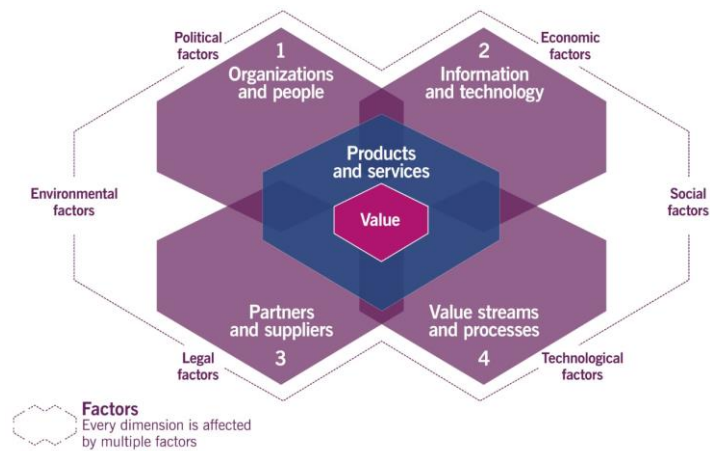 Political
factors
Economic
factors
1
Organizations
and people
2
Information
and technology
Products
and services
Environmental
factors
Value
Social
factors
Partners
and suppliers
3
Value streams
and processes
4
Legal
factors
Technological
factors
Factors
Every dimension is affected
by multiple factors